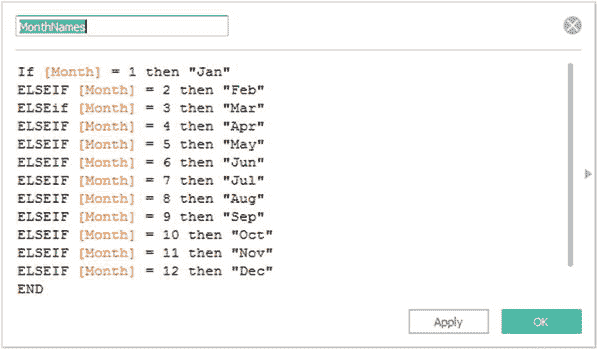 MonthNames
If [Month] = 1 then "Jan"
ELSEIF [Month] = 2 then "Feb"
ELSEif [Month] = 3 then "Mar"
ELSEIF [Month] = 4 then "Apr"
ELSEIF [Month] = 5 then "May"
ELSEIF [Month] = 6 then "Jun"
ELSEIF [Month] = 7 then "Jul"
ELSEIF [Month] = 8 then "Aug"
ELSEIF [Month] = 9 then "Sep"
ELSEIF [Month] = 10 then "Oct"
ELSEIF [Month] = 11 then "Nov"
ELSEIF [Month] = 12 then "Dec"
END
Apply
OK